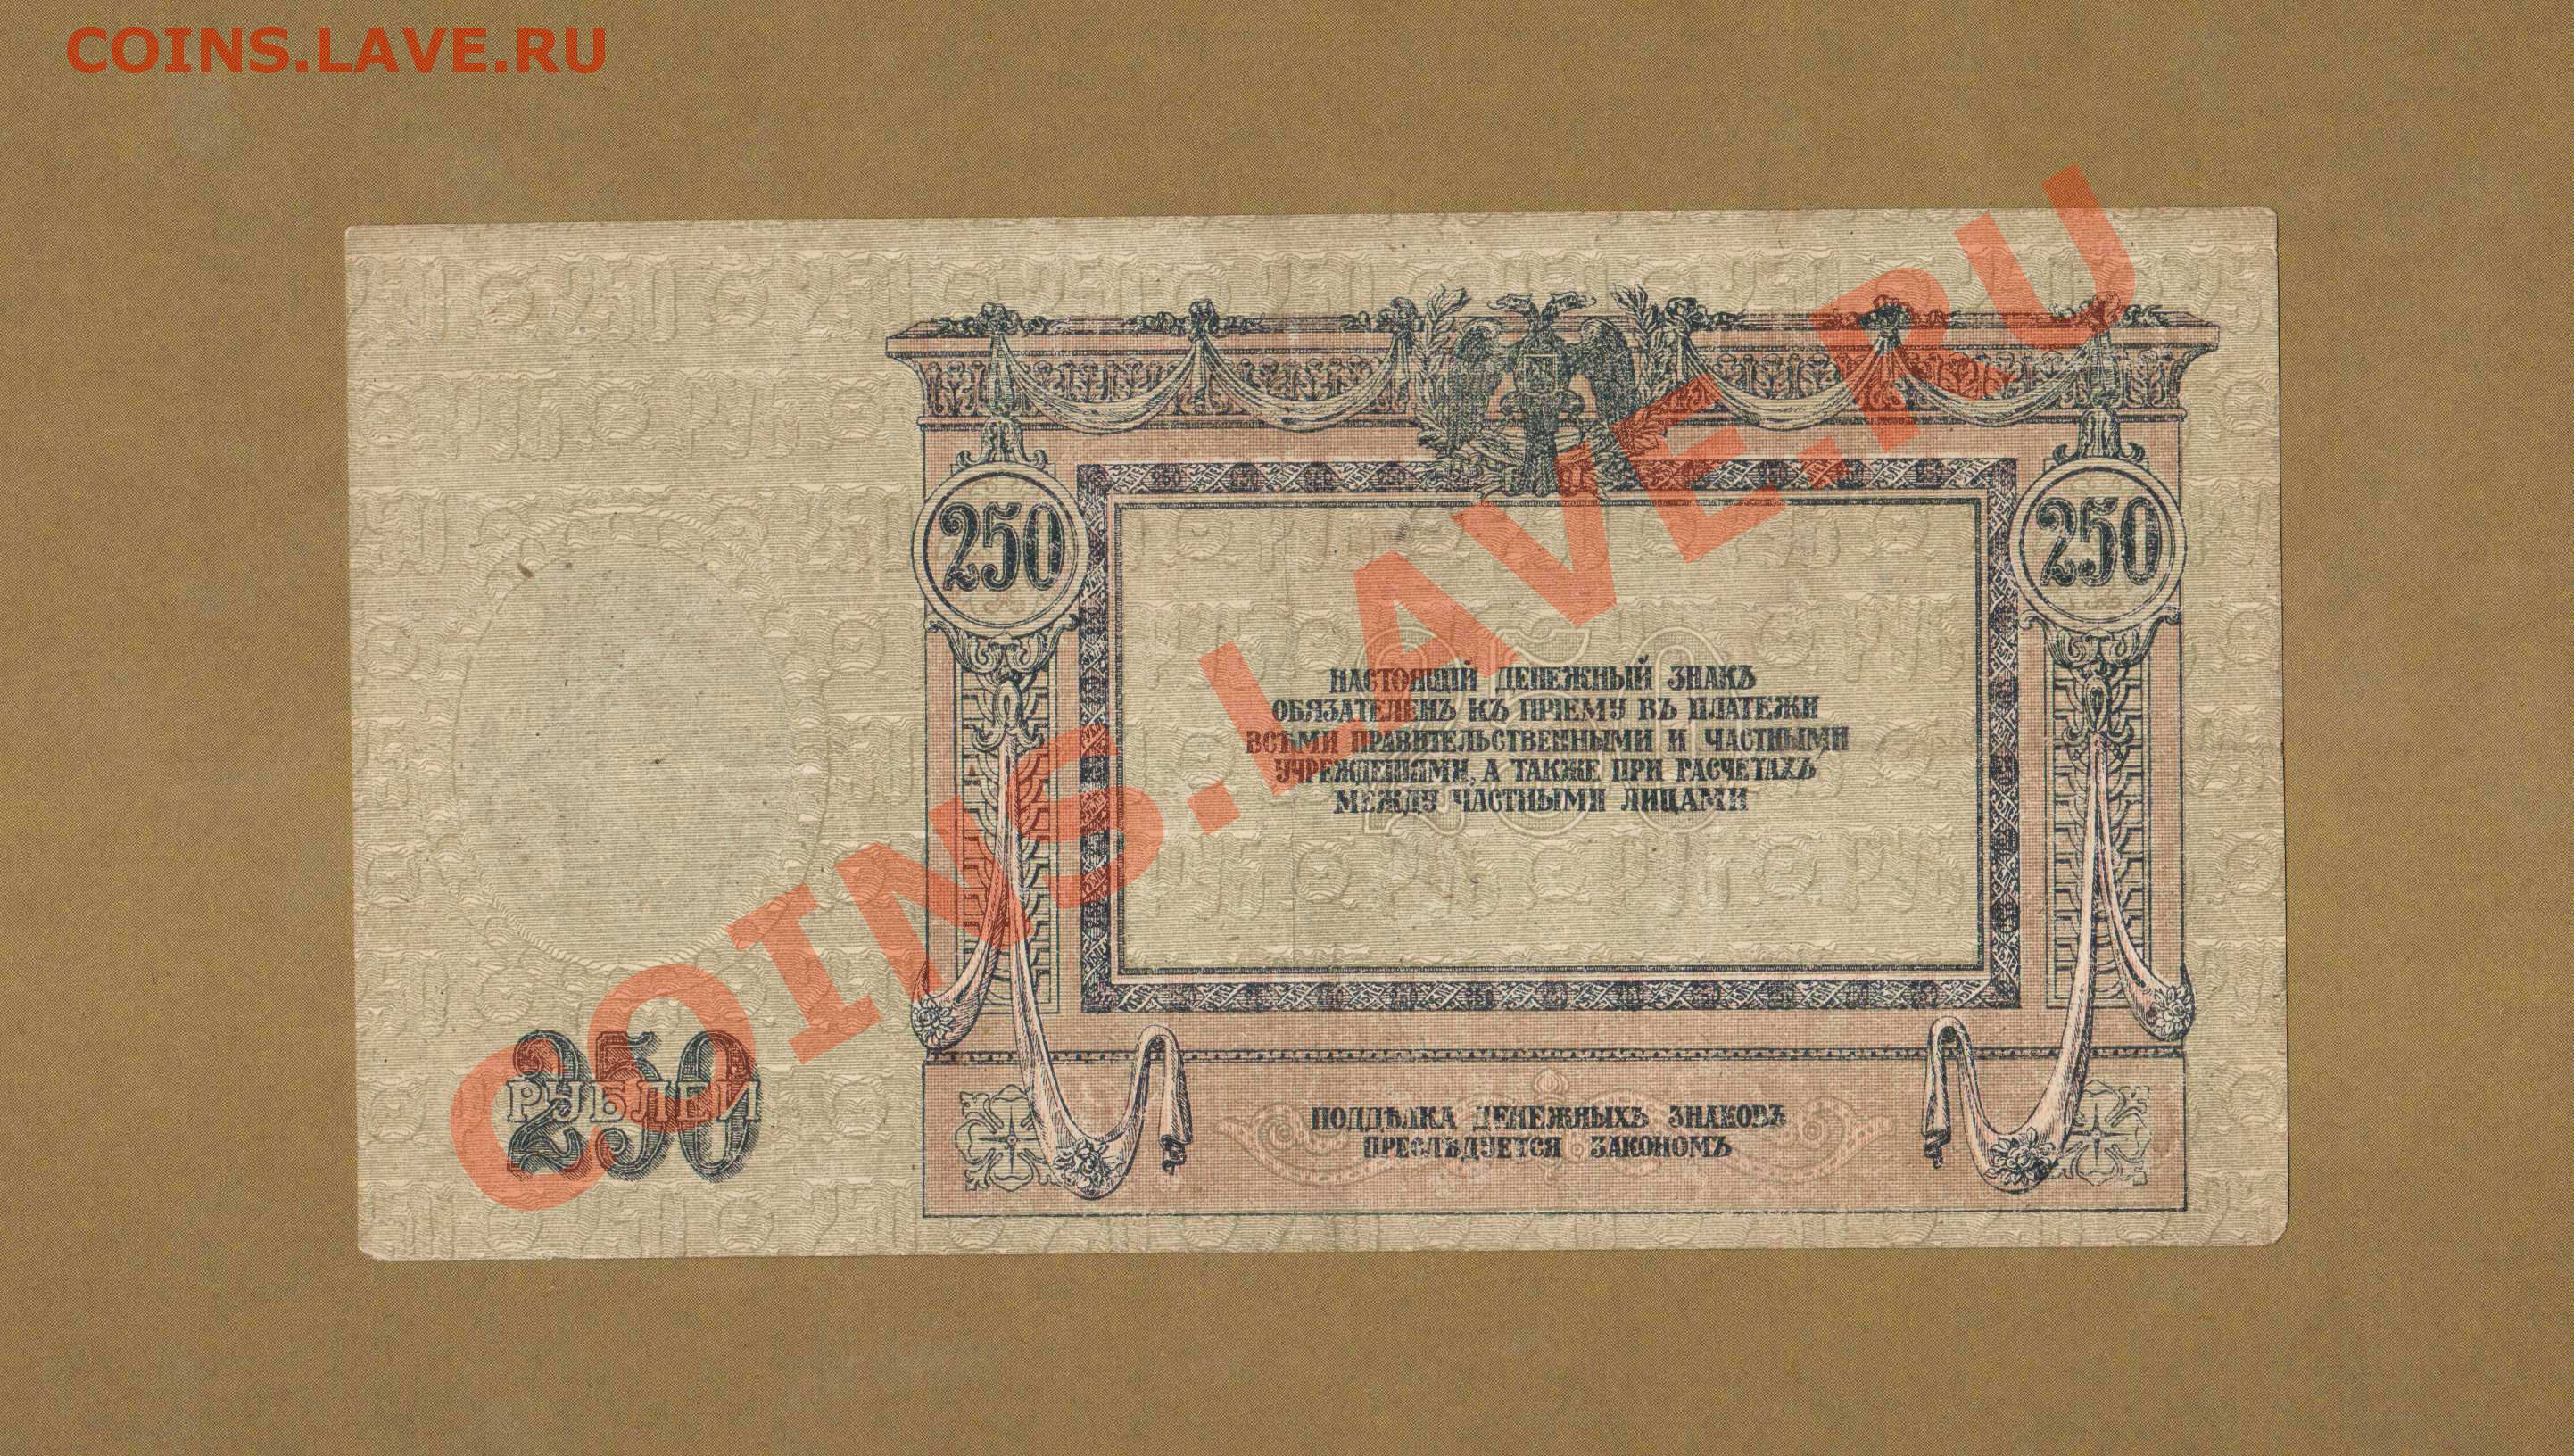 COINS.LAVE.RU
250
250
НАСТОЯЩІЙ ДЕНЕЖНЫЙ ЗНАКЪ
ОБЯЗАТЕЛЕНЪ КЪ ПРІЕМУ ВЪ ПЛАТЕЖИ
ВСѢМИ ПРАВИТЕЛЬСТВЕННЫМИ И ЧАСТНЫМИ
УЧРЕЖДЕНІЯМИ, А ТАКЖЕ ПРИ РАСЧЕТАХЪ
МЕЖДУ ЧАСТНЫМИ ЛИЦАМИ
250
250
РУБЛЕЙ
ПОДДѢЛКА ДЕНЕЖНЫХЪ ЗНАКОВЪ
ПРЕСЛѢДУЕТСЯ ЗАКОНОМЪ
COINS.LAVE.RU